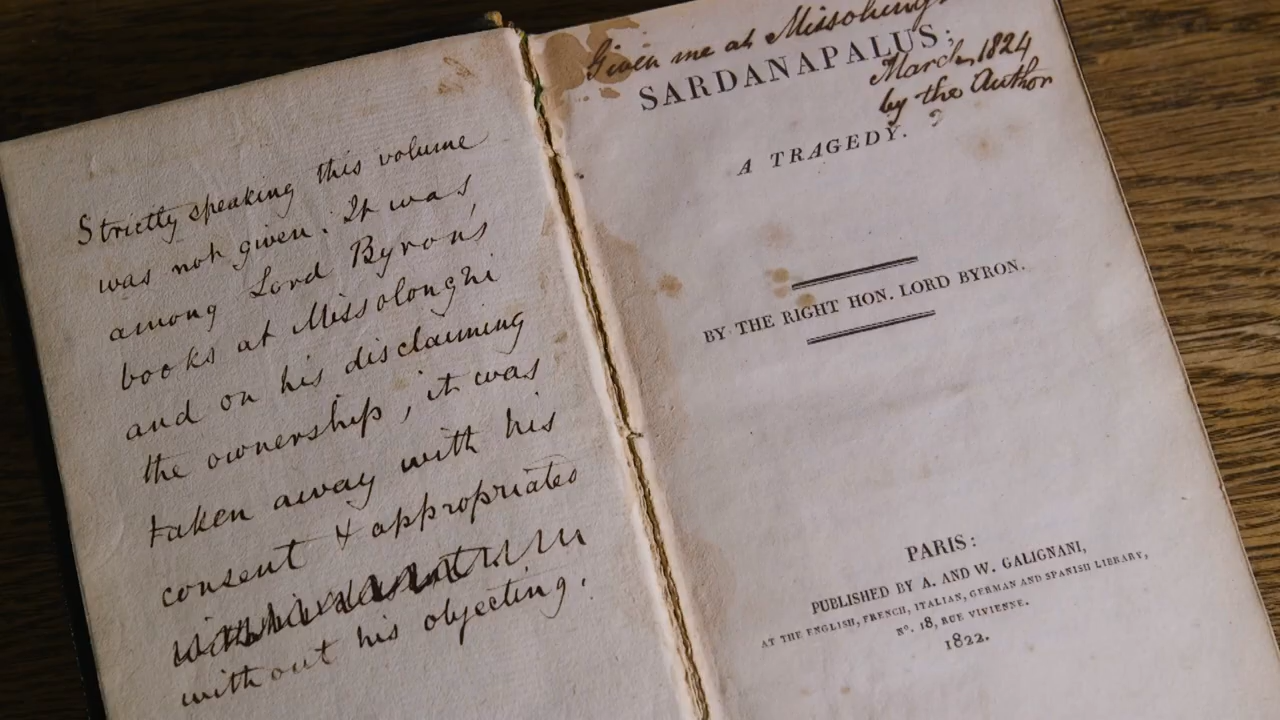 Strictly speaking this volume
was not given. It was,
among Lord Byron's
books at Missolonghi
and on his disclaiming
the ownership, it was
taken away with his
consent & appropriated
without his objecting.
Given me at
SARDANAPALUS;
March, 1824
by the Author
A TRAGEDY.
BY THE RIGHT HON. LORD BYRON.
PARIS:
PUBLISHED BY A. AND W. GALIGNANI,
AT THE ENGLISH, FRENCH, ITALIAN, GERMAN AND SPANISH LIBRARY,
N°. 18, RUE VIVIENNE.
1822.